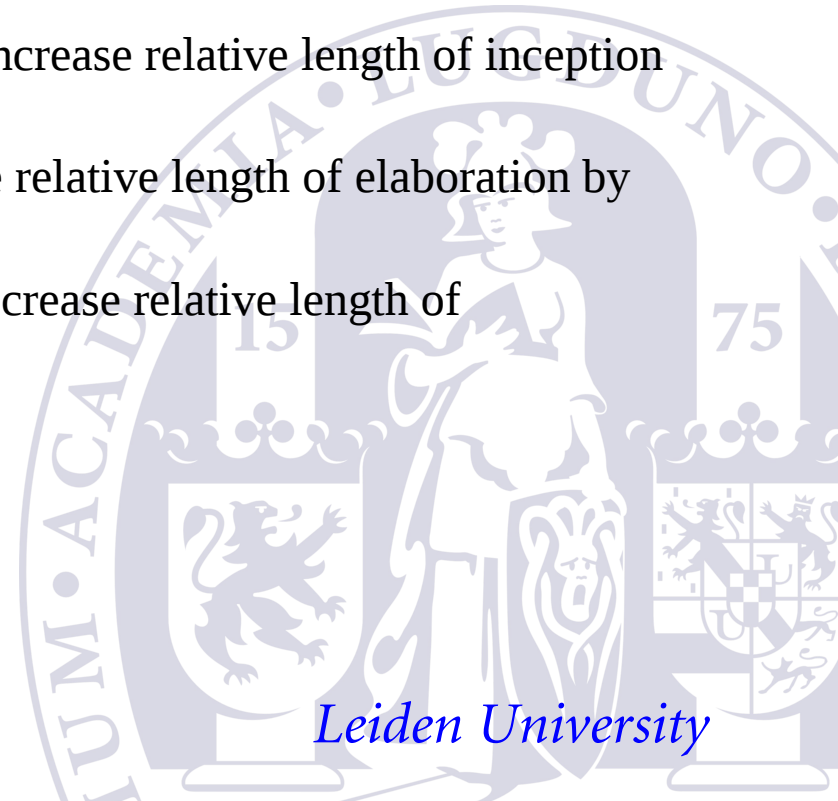 ncrease relative length of inception
relative length of elaboration by
crease relative length of
ACADEMIA • LUGDUNO •
15 75
Leiden University